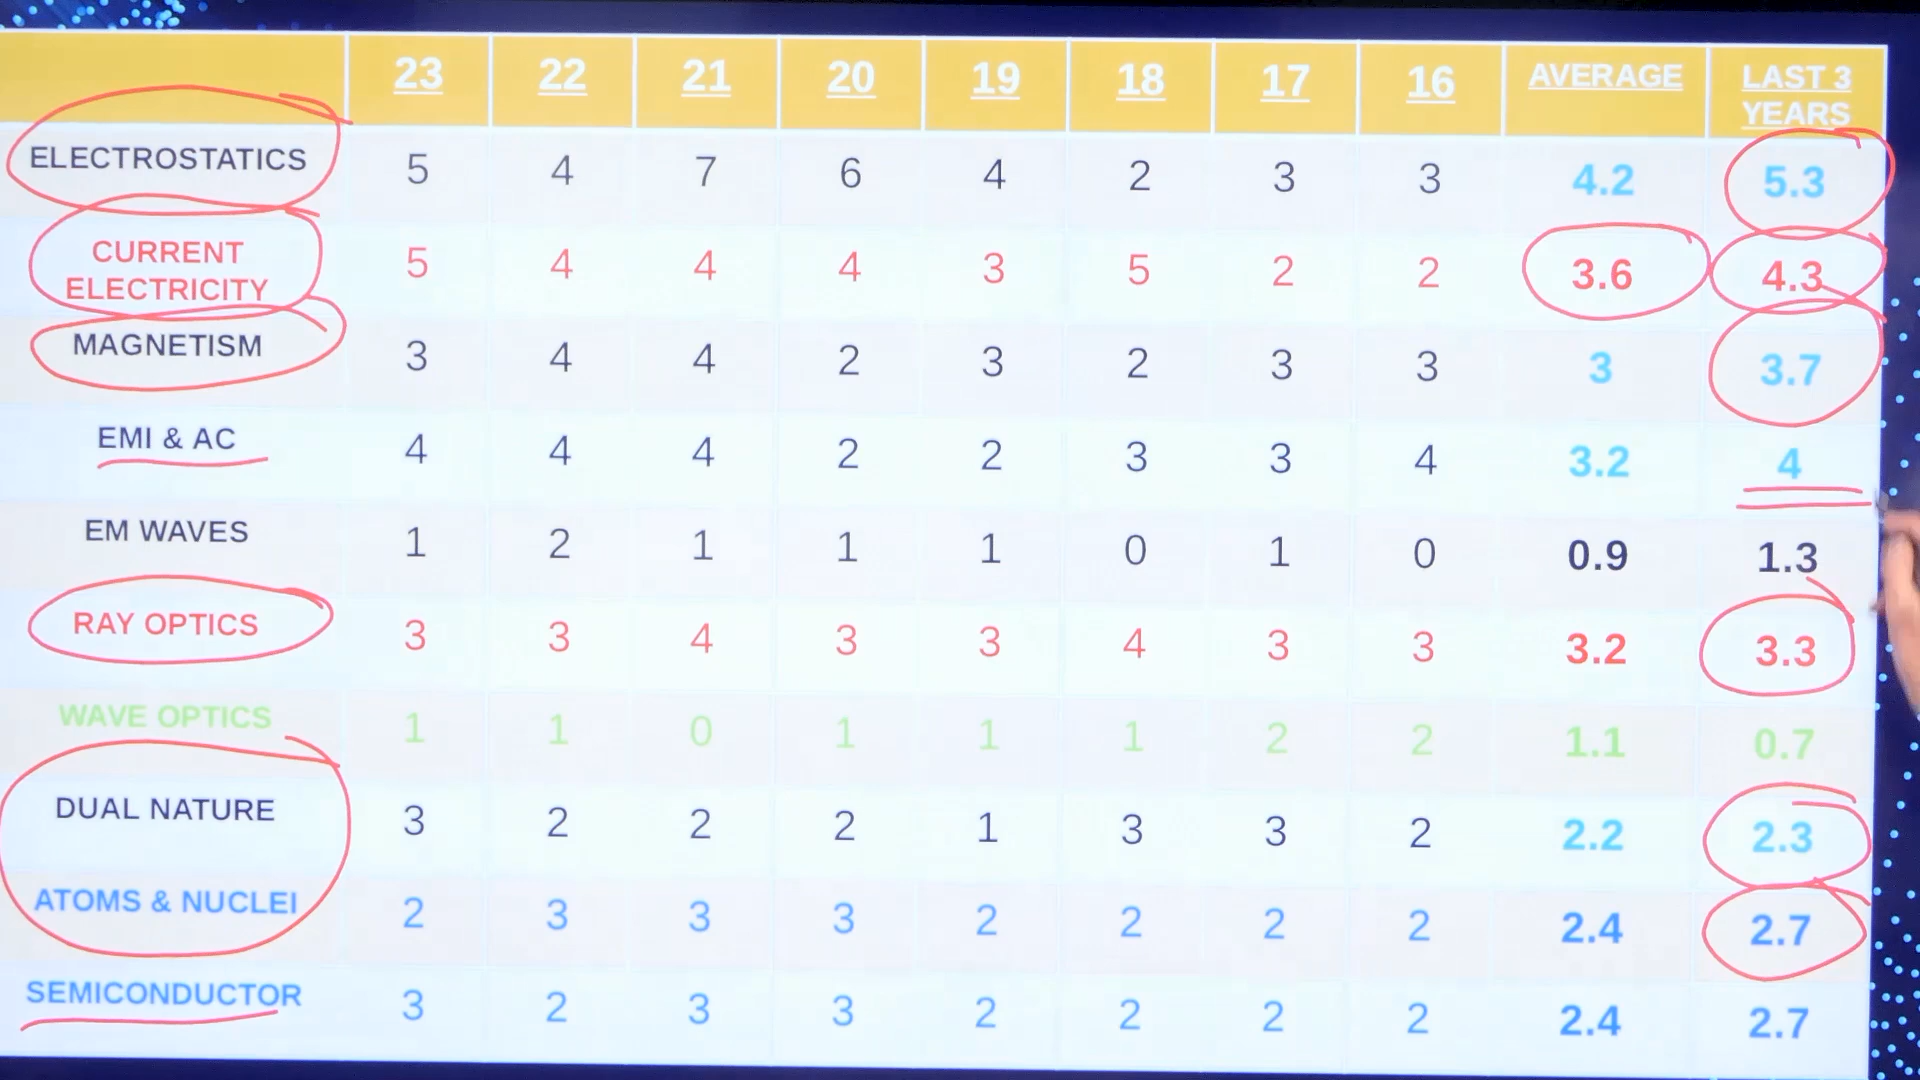 23 22 21 20 19 18 17 16 AVERAGE LAST 3
YEARS
ELECTROSTATICS 5 4 7 6 4 2 3 3 4.2 5.3
CURRENT
ELECTRICITY 5 4 4 4 3 5 2 2 3.6 4.3
MAGNETISM 3 4 4 2 3 2 3 3 3 3.7
EMI & AC 4 4 4 2 2 3 3 4 3.2 4
EM WAVES 1 2 1 1 1 0 1 0 0.9 1.3
RAY OPTICS 3 3 4 3 3 4 3 3 3.2 3.3
WAVE OPTICS 1 1 0 1 1 1 2 2 1.1 0.7
DUAL NATURE 3 2 2 2 1 3 3 2 2.2 2.3
ATOMS & NUCLEI 2 3 3 3 2 2 2 2 2.4 2.7
SEMICONDUCTOR 3 2 3 3 2 2 2 2 2.4 2.7